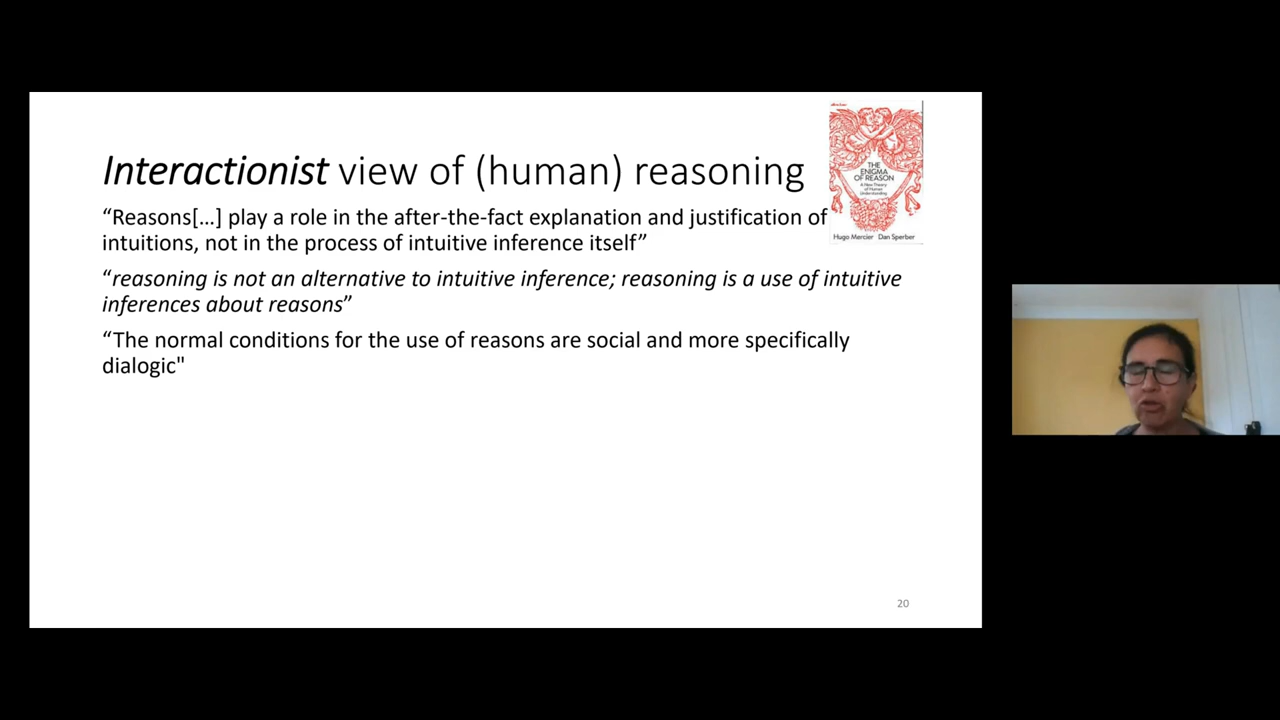 Interactionist view of (human) reasoning
“Reasons[…] play a role in the after-the-fact explanation and justification of
intuitions, not in the process of intuitive inference itself”
“reasoning is not an alternative to intuitive inference; reasoning is a use of intuitive
inferences about reasons”
“The normal conditions for the use of reasons are social and more specifically
dialogic"
THE
ENIGMA
OF REASON
A New Theory
of Human
Understanding
Hugo Mercier Dan Sperber
20